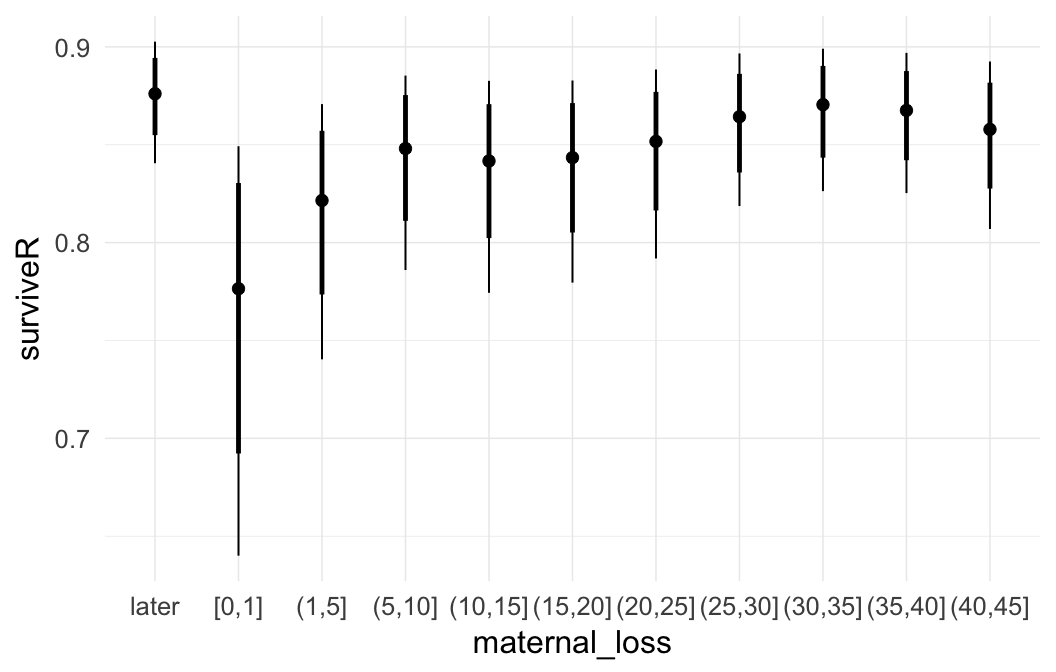 0.9
0.8
0.7
surviveR
later [0,1] (1,5] (5,10] (10,15] (15,20] (20,25] (25,30] (30,35] (35,40] (40,45]
maternal_loss